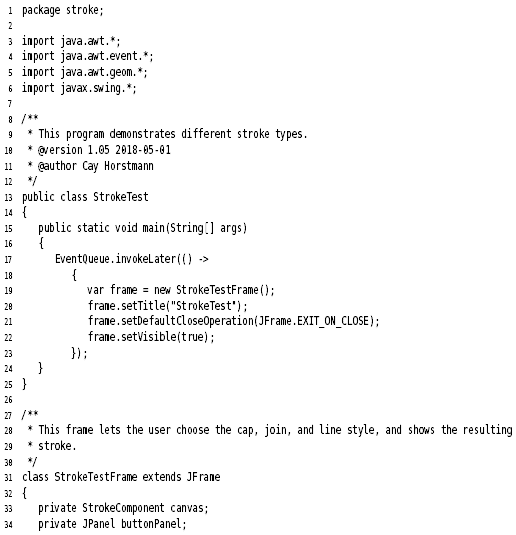 1 package stroke;
2
3 import java.awt.*;
4 import java.awt.event.*;
5 import java.awt.geom.*;
6 import javax.swing.*;
7
8 /**
9  * This program demonstrates different stroke types.
10  * @version 1.05 2018-05-01
11  * @author Cay Horstmann
12  */
13 public class StrokeTest
14 {
15    public static void main(String[] args)
16    {
17       EventQueue.invokeLater(() ->
18          {
19             var frame = new StrokeTestFrame();
20             frame.setTitle("StrokeTest");
21             frame.setDefaultCloseOperation(JFrame.EXIT_ON_CLOSE);
22             frame.setVisible(true);
23          });
24    }
25 }
26
27 /**
28  * This frame lets the user choose the cap, join, and line style, and shows the resulting
29  * stroke.
30  */
31 class StrokeTestFrame extends JFrame
32 {
33    private StrokeComponent canvas;
34    private JPanel buttonPanel;